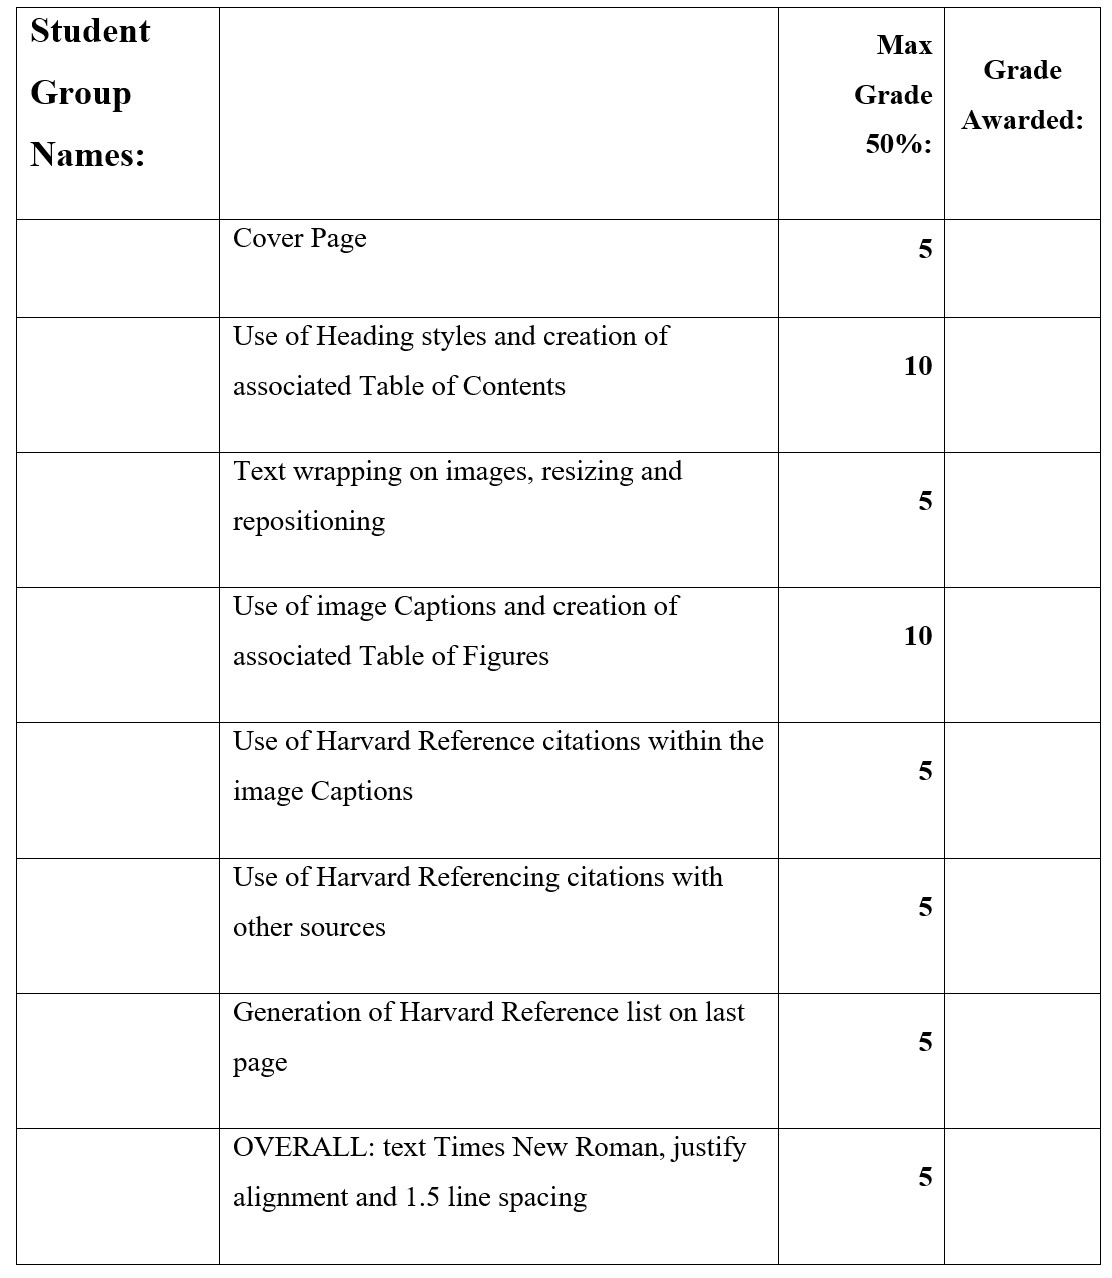 Student
Group
Names:
Max
Grade
50%:
Grade
Awarded:
Cover Page
5
Use of Heading styles and creation of
associated Table of Contents
10
Text wrapping on images, resizing and
repositioning
5
Use of image Captions and creation of
associated Table of Figures
10
Use of Harvard Reference citations within the
image Captions
5
Use of Harvard Referencing citations with
other sources
5
Generation of Harvard Reference list on last
page
5
OVERALL: text Times New Roman, justify
alignment and 1.5 line spacing
5